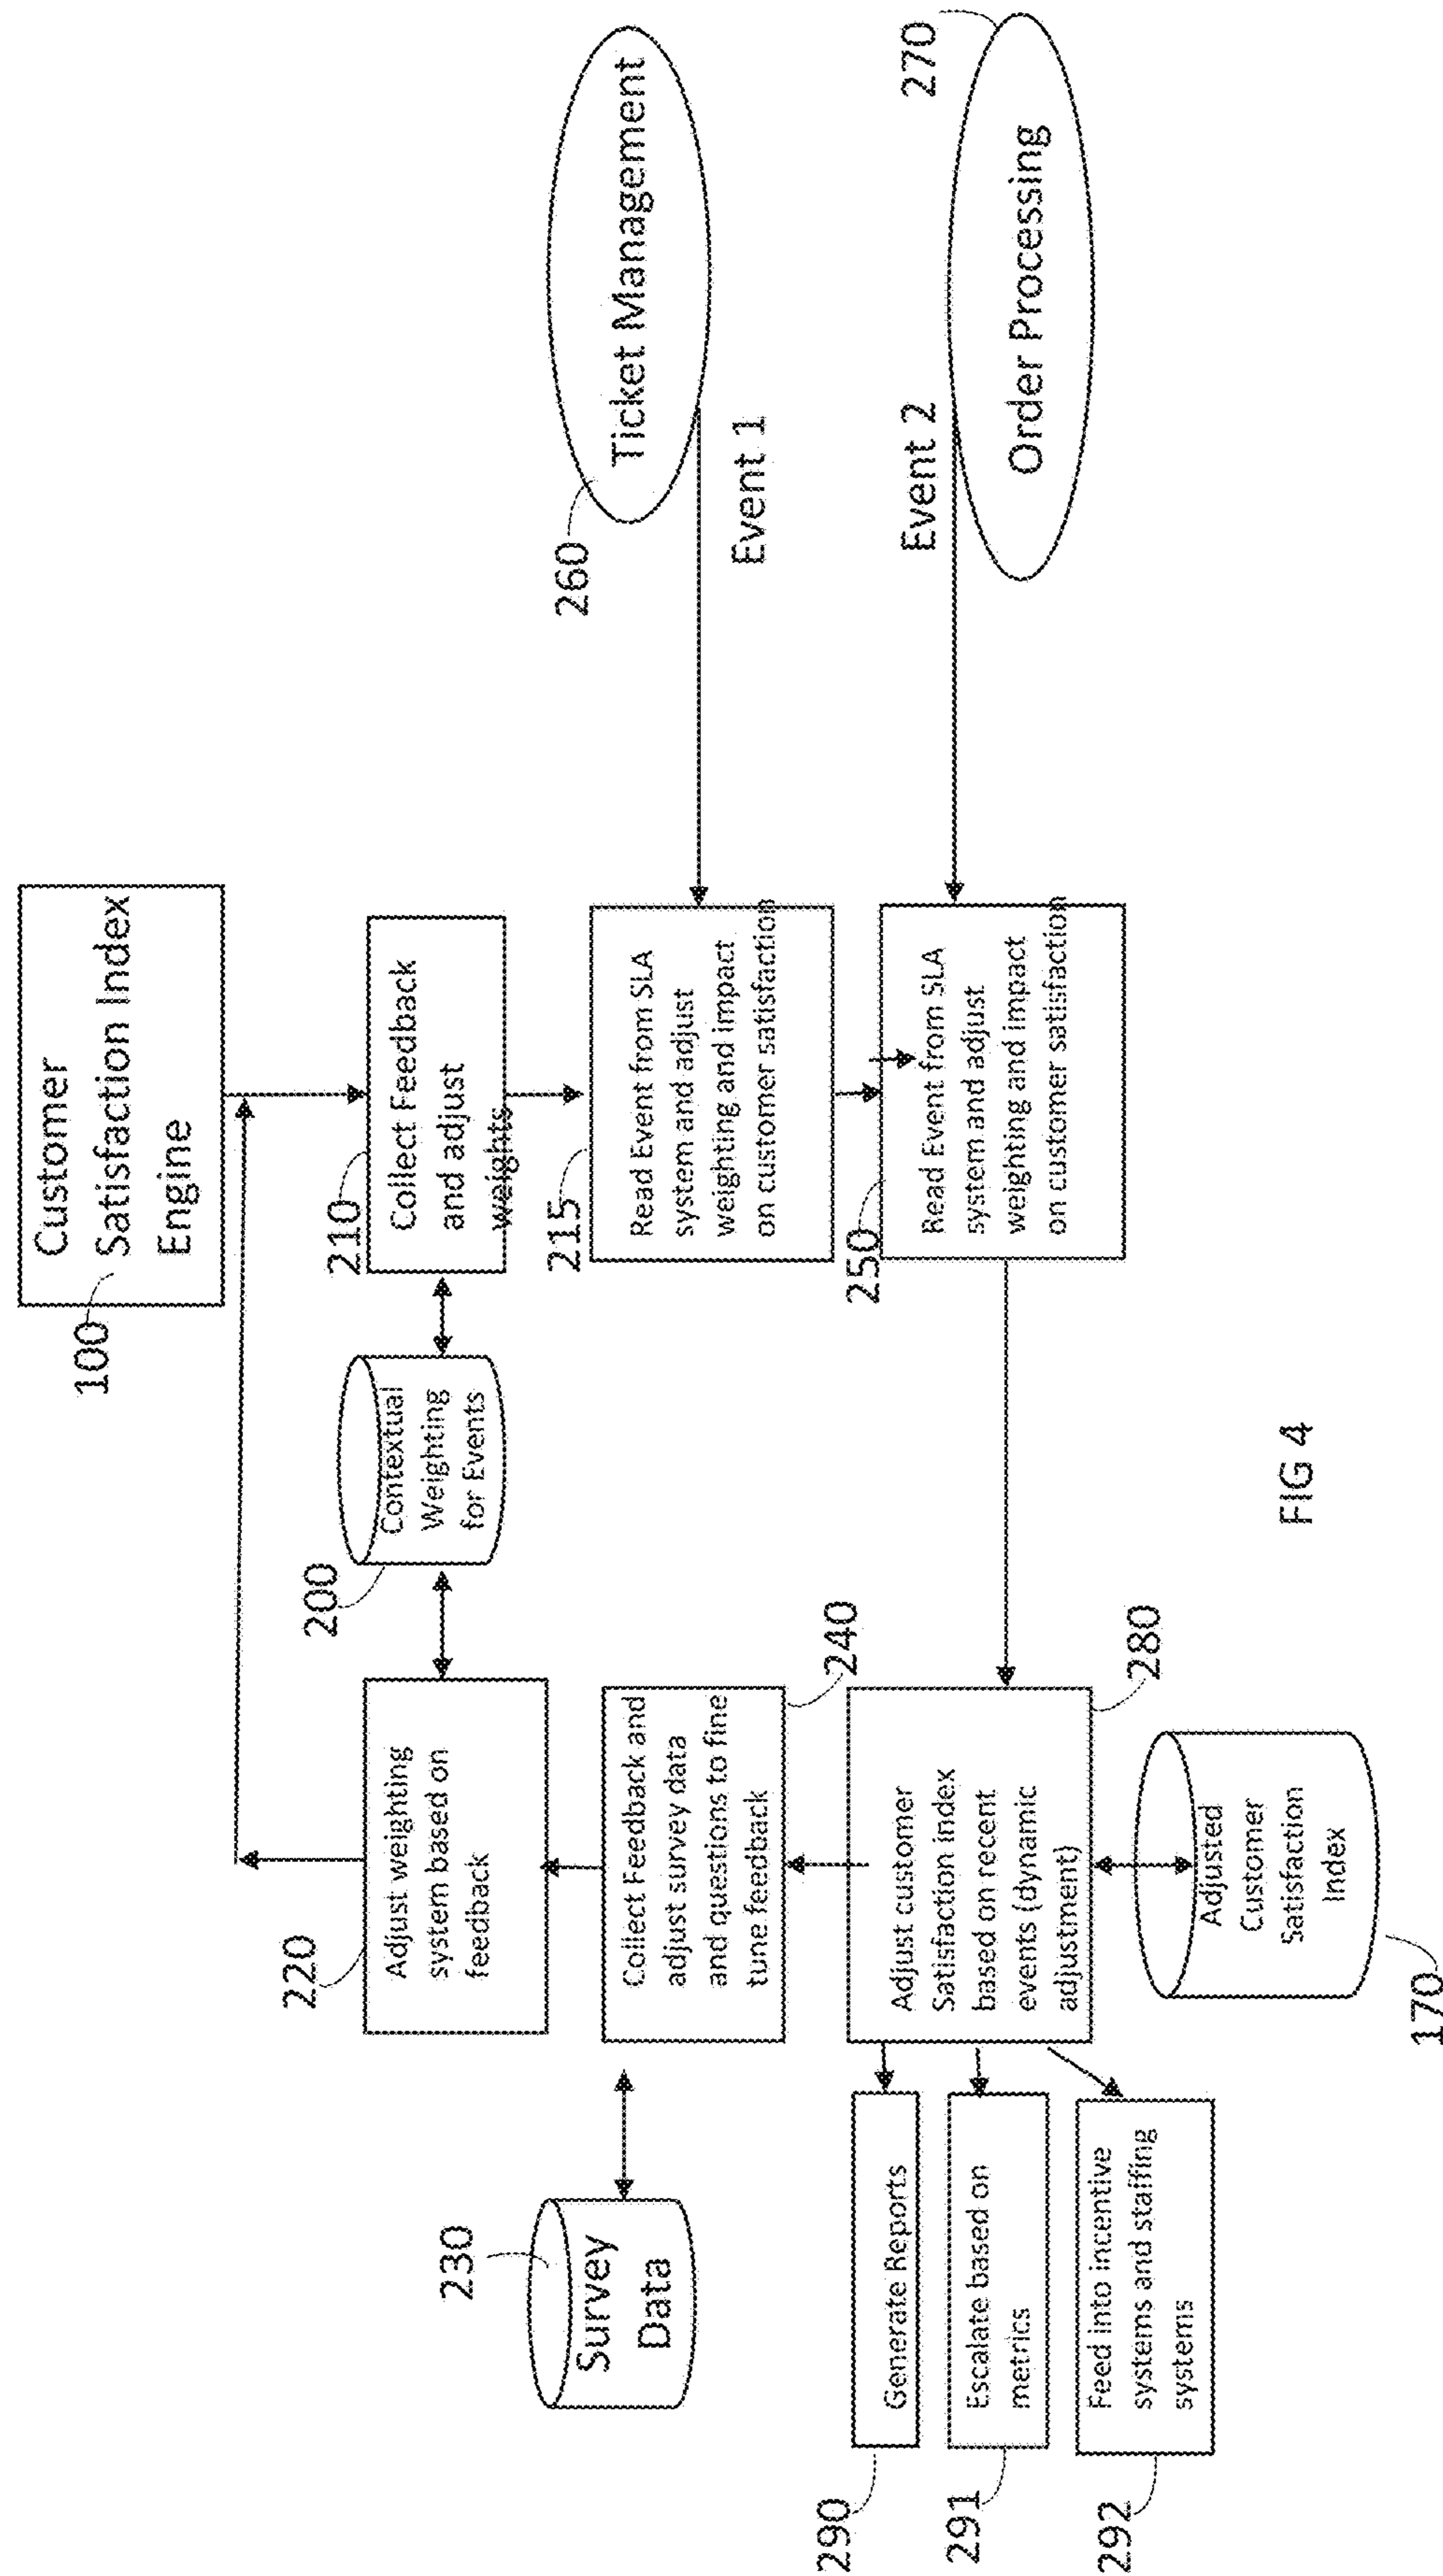 Customer
Satisfaction Index
Engine
100
210
Collect Feedback
and adjust
weights
200
Contextual
Weighting
for Events
220
Adjust weighting
system based on
feedback
215
Read Event from SLA
system and adjust
weighting and impact
on customer satisfaction
260
Ticket Management
Event 1
230
Survey
Data
240
Collect Feedback and
adjust survey data
and questions to fine
tune feedback
250
Read Event from SLA
system and adjust
weighting and impact
on customer satisfaction
Event 2
270
Order Processing
280
Adjust customer
Satisfaction index
based on recent
events (dynamic
adjustment)
290
Generate Reports
291
Escalate based on
metrics
292
Feed into incentive
systems and staffing
systems
Adjusted
Customer
Satisfaction
Index
170
FIG 4